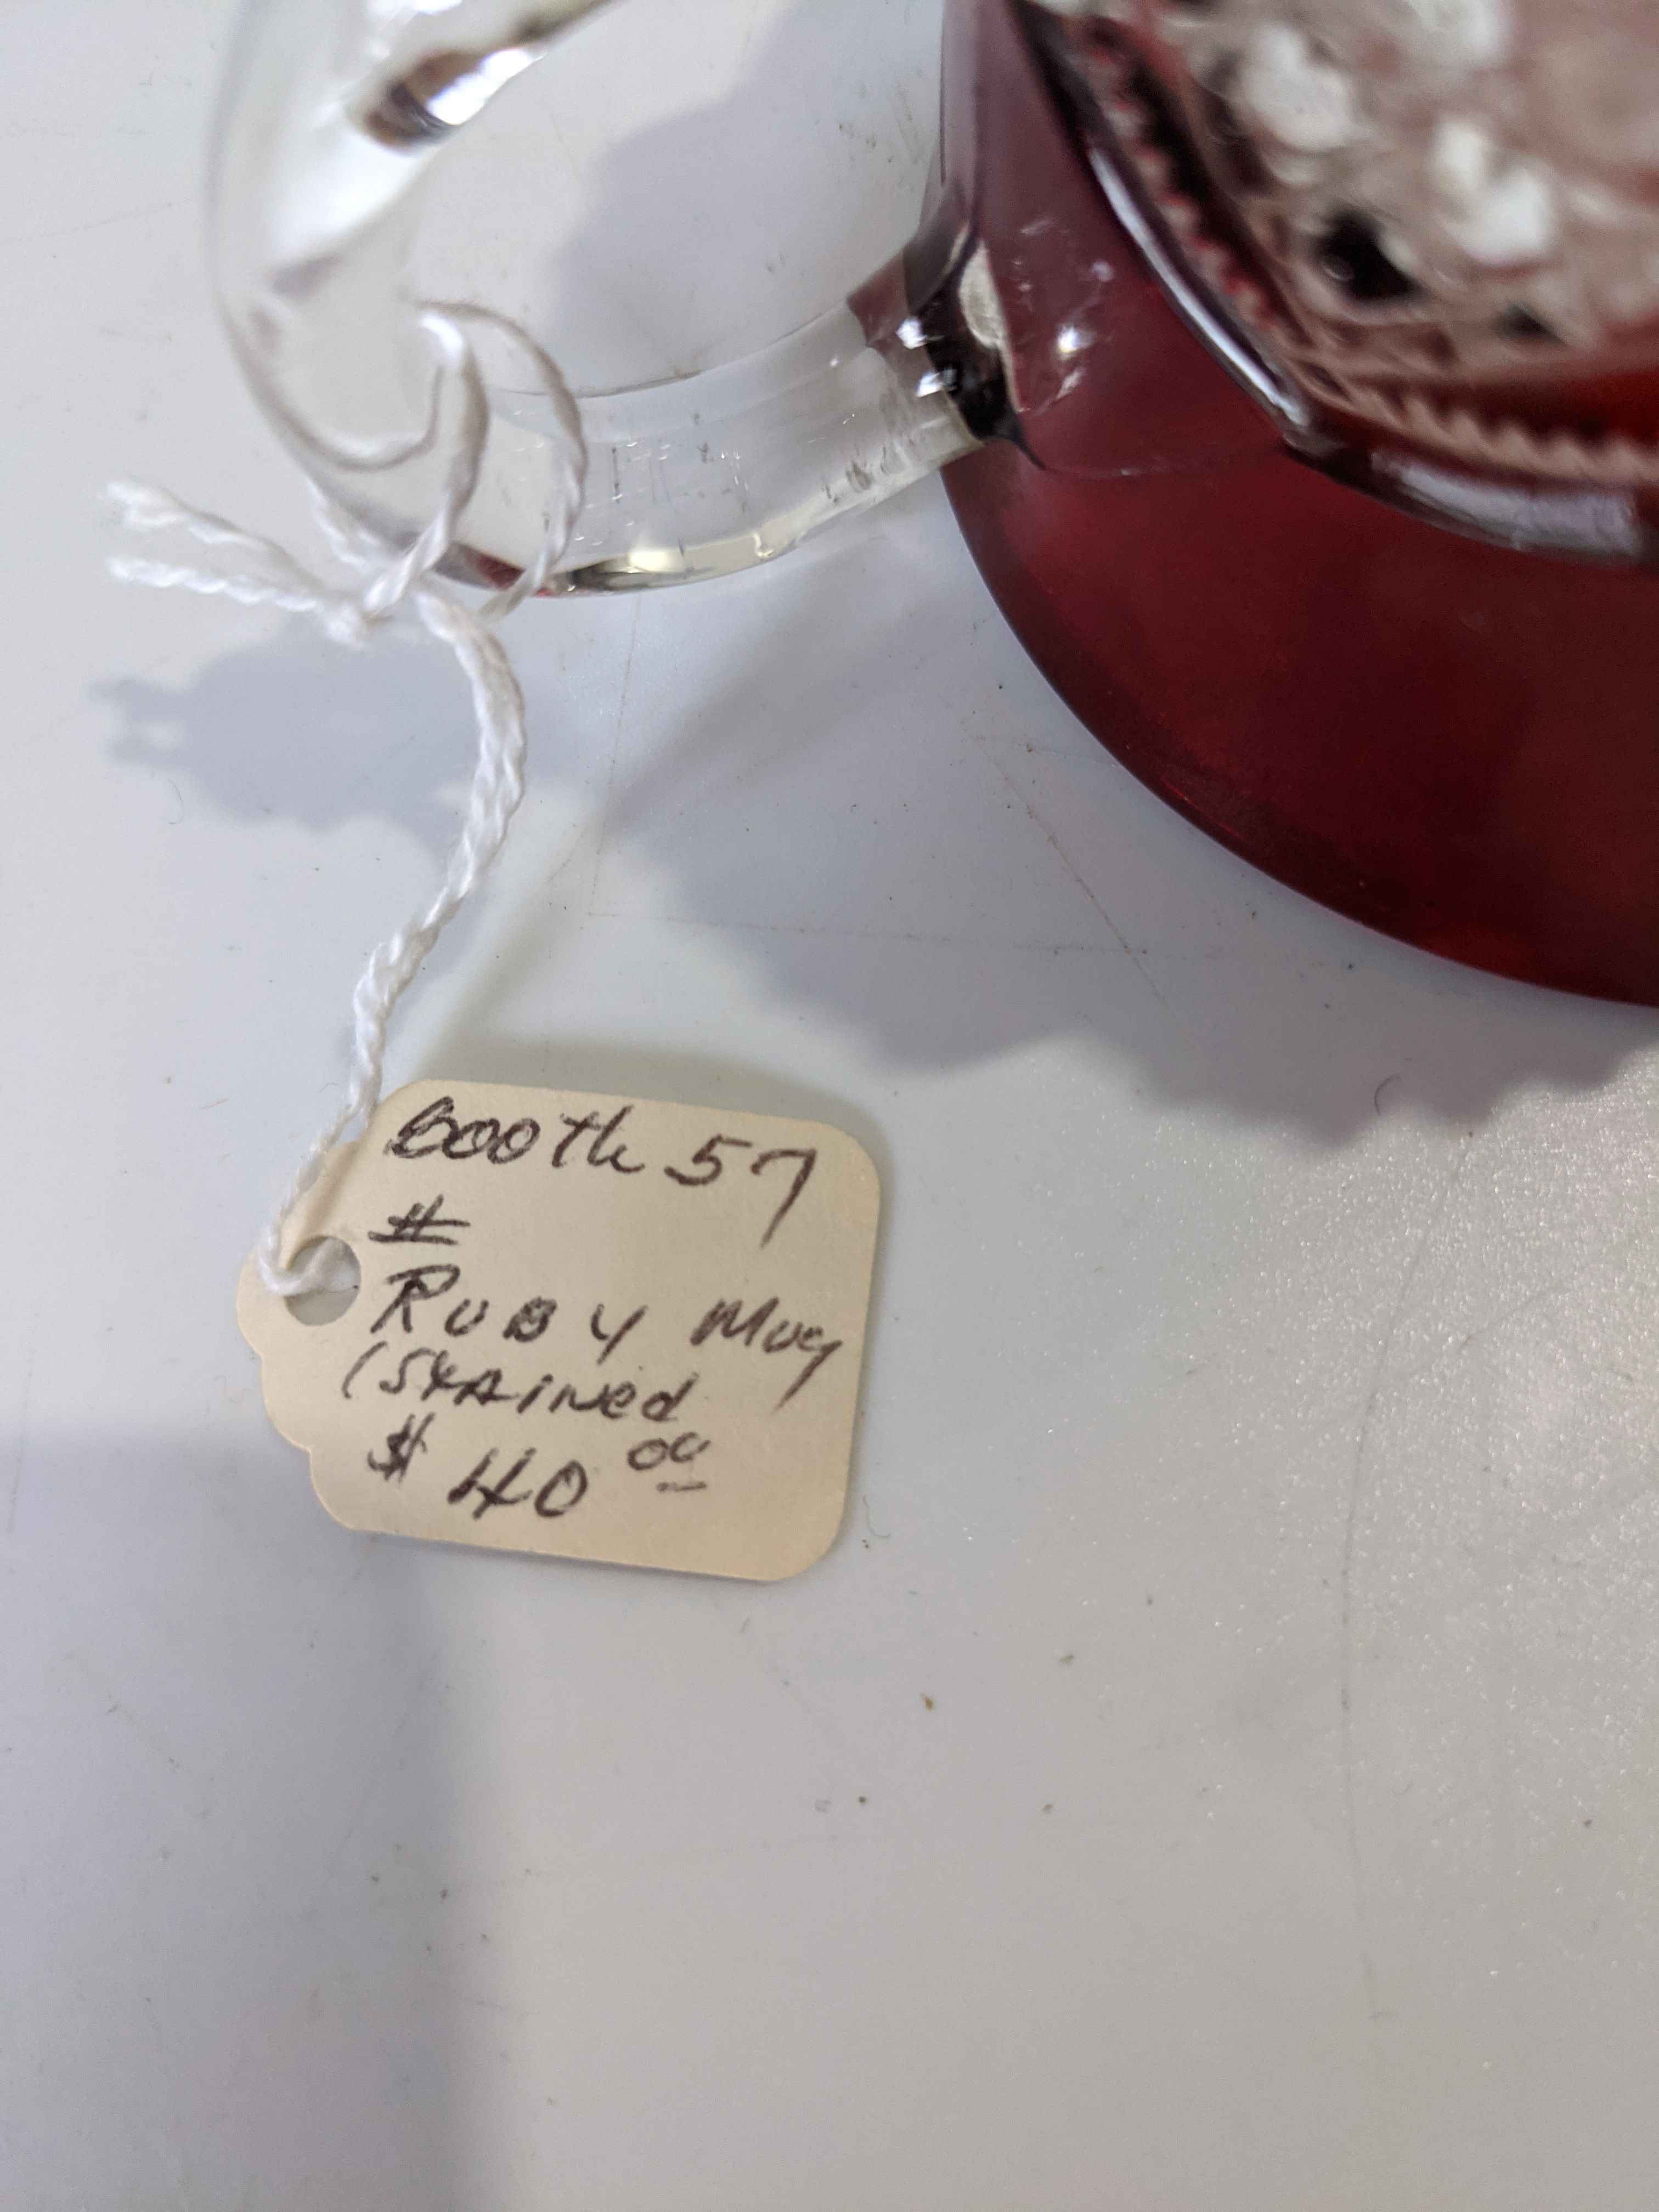 Booth 57
#
RUBY Mug
(STAINed
$ 40 00